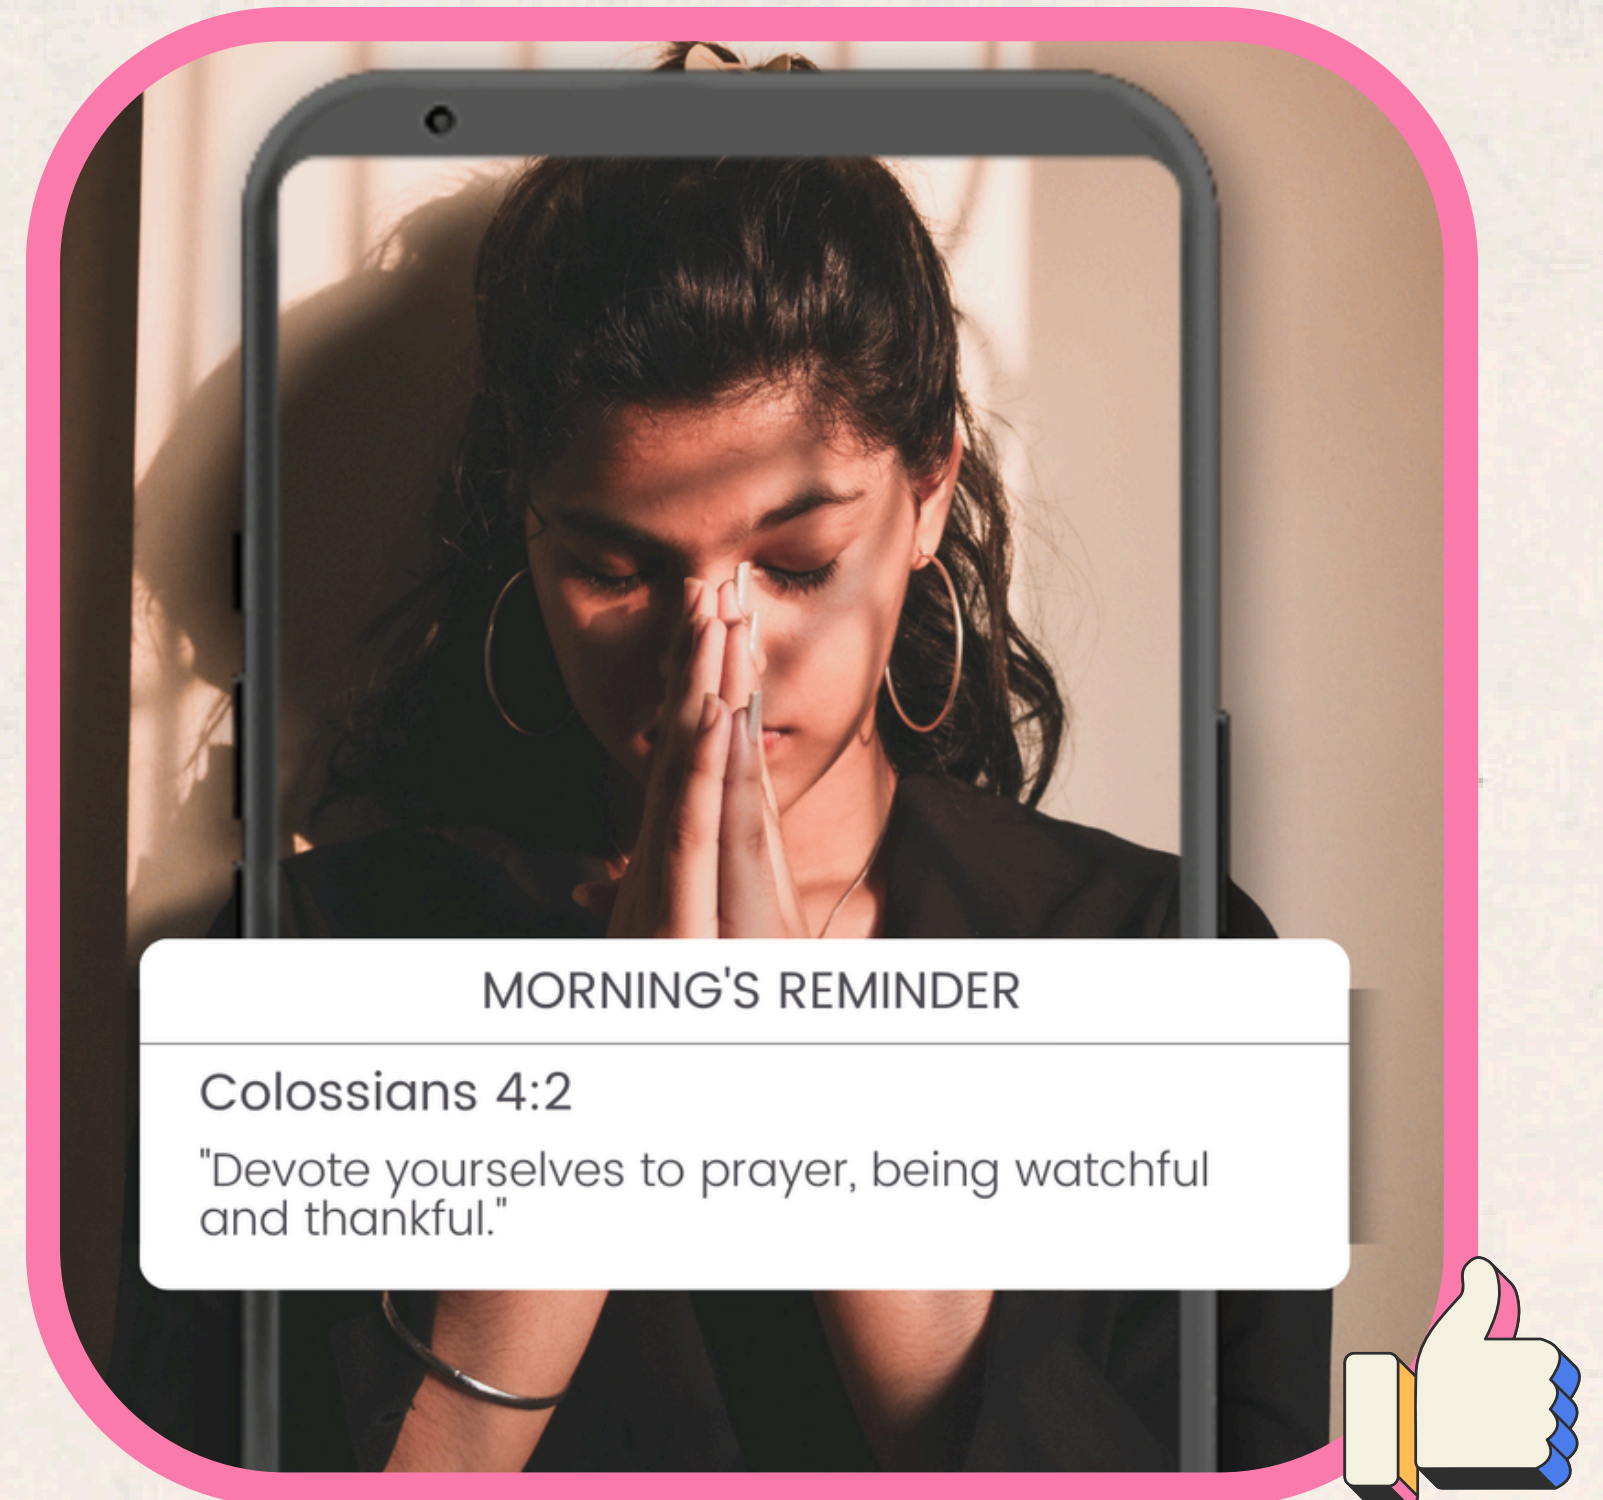 MORNING'S REMINDER
Colossians 4:2
"Devote yourselves to prayer, being watchful
and thankful."